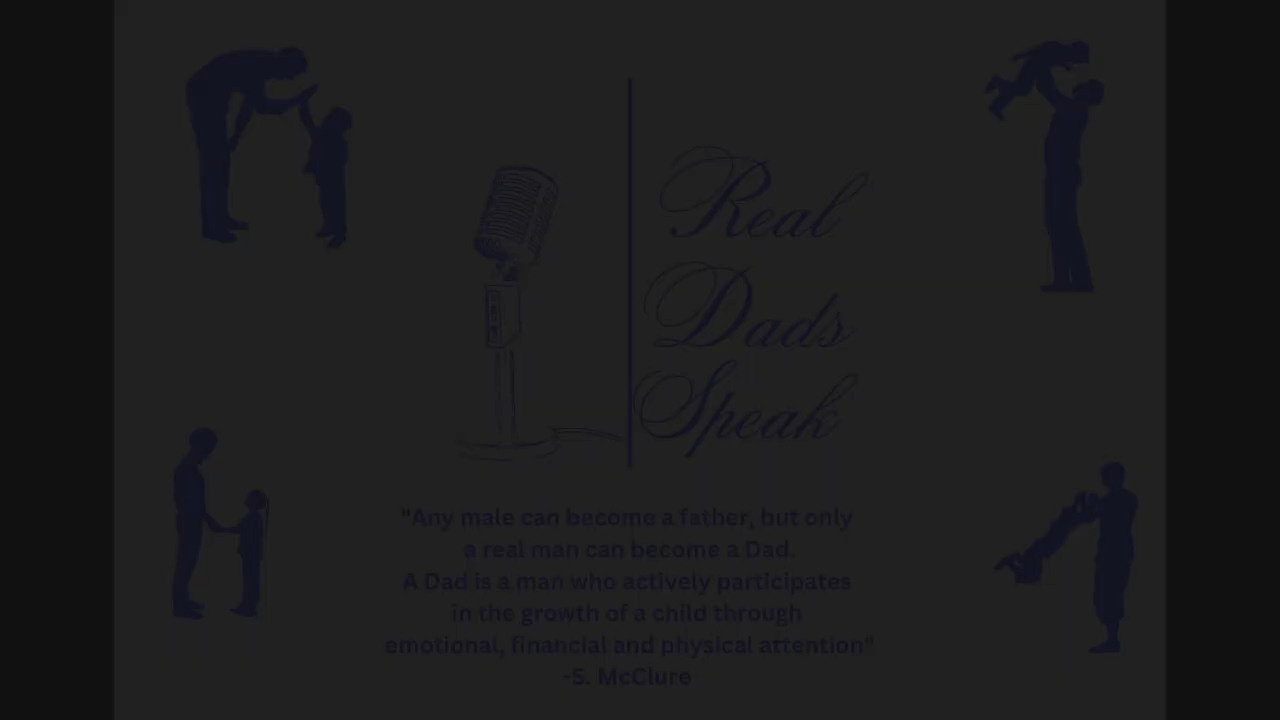 Real
Dads
Speak
"Any male can become a father, but only
a real man can become a Dad.
A Dad is a man who actively participates
in the growth of a child through
emotional, financial and physical attention"
-S. McClure